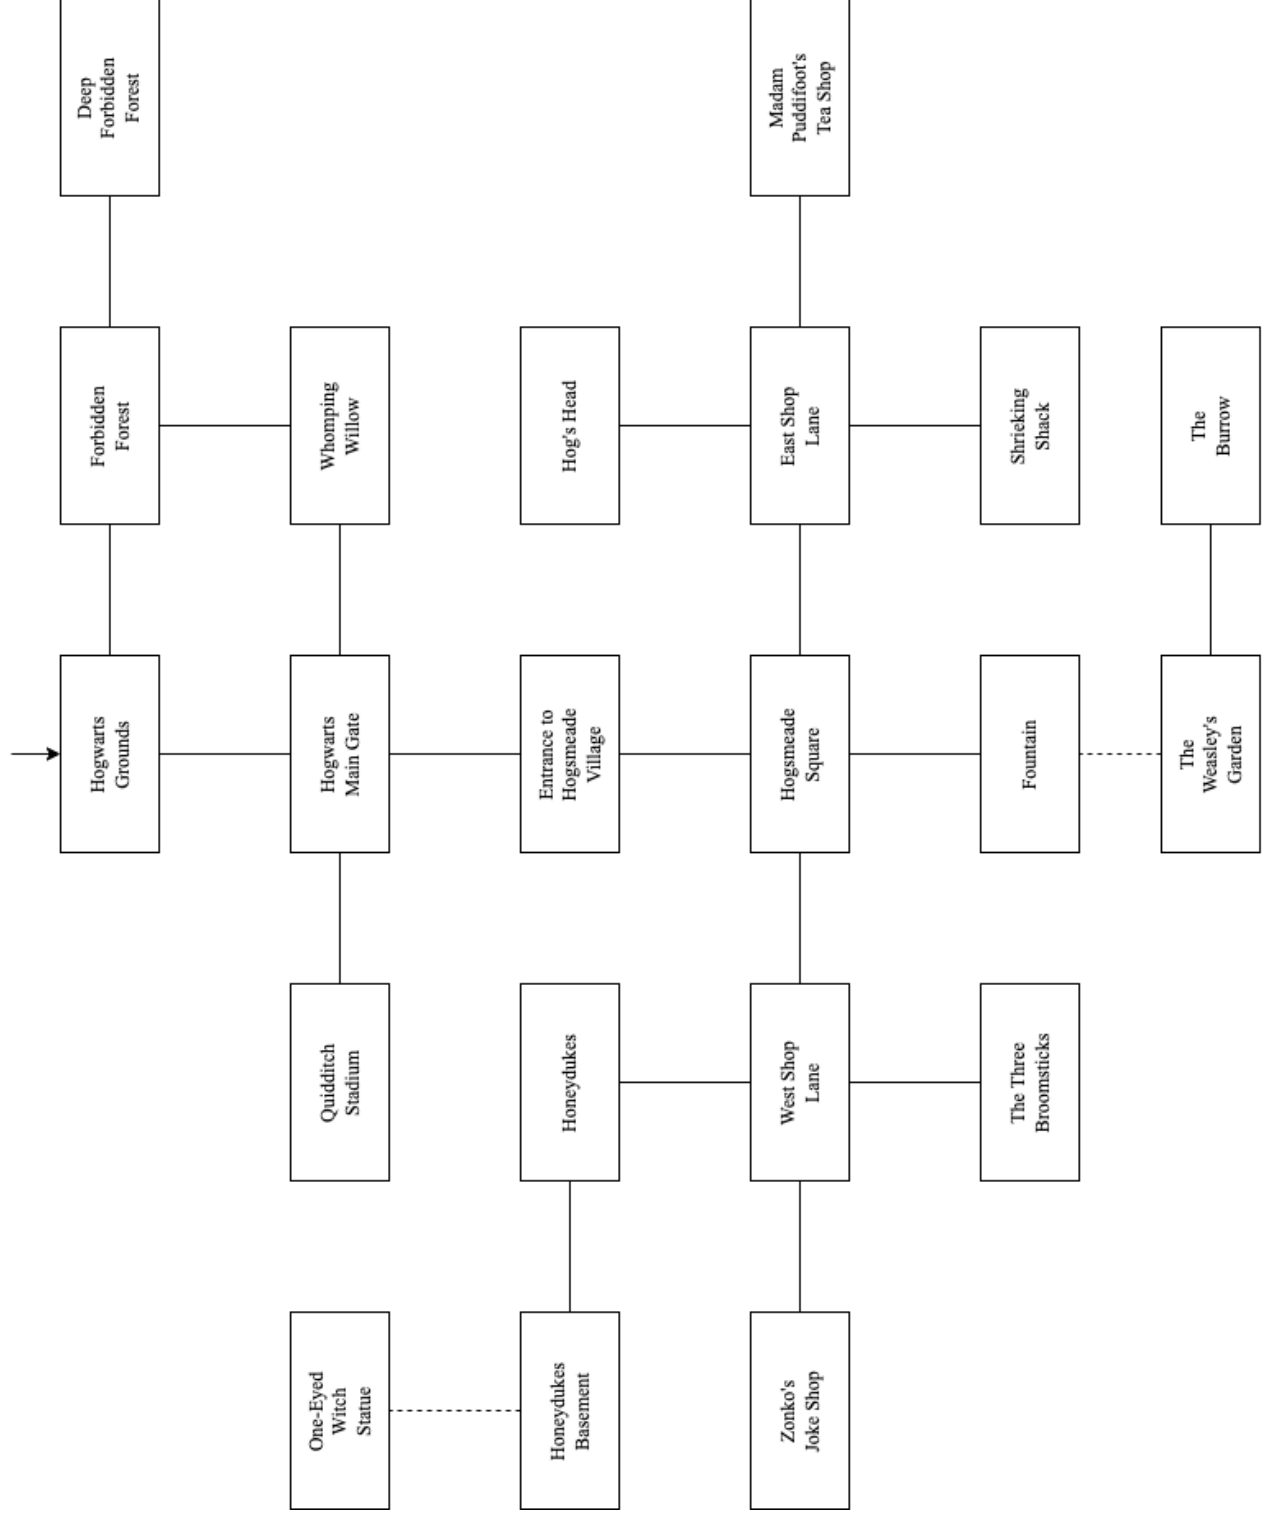 Deep
Forbidden
Forest
Madam
Puddifoot's
Tea Shop
Forbidden
Forest
Whomping
Willow
Hog's Head
East Shop
Lane
Shrieking
Shack
The
Burrow
Hogwarts
Grounds
Hogwarts
Main Gate
Entrance to
Hogsmeade
Village
Hogsmeade
Square
Fountain
The
Weasley's
Garden
Quidditch
Stadium
Honeydukes
West Shop
Lane
The Three
Broomsticks
One-Eyed
Witch
Statue
Honeydukes
Basement
Zonko's
Joke Shop